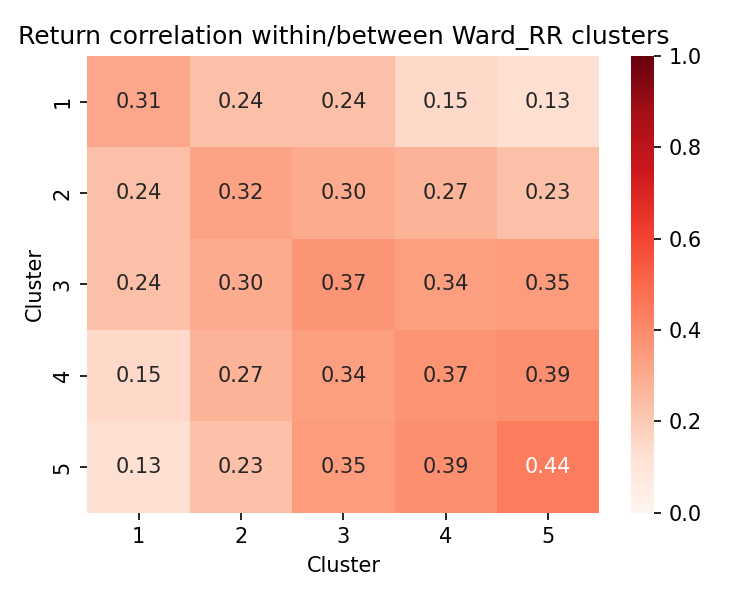 Return correlation within/between Ward_RR clusters
1 0.31 0.24 0.24 0.15 0.13
2 0.24 0.32 0.30 0.27 0.23
3 0.24 0.30 0.37 0.34 0.35
4 0.15 0.27 0.34 0.37 0.39
5 0.13 0.23 0.35 0.39 0.44
1 2 3 4 5
Cluster
Cluster
1.0
0.8
0.6
0.4
0.2
0.0